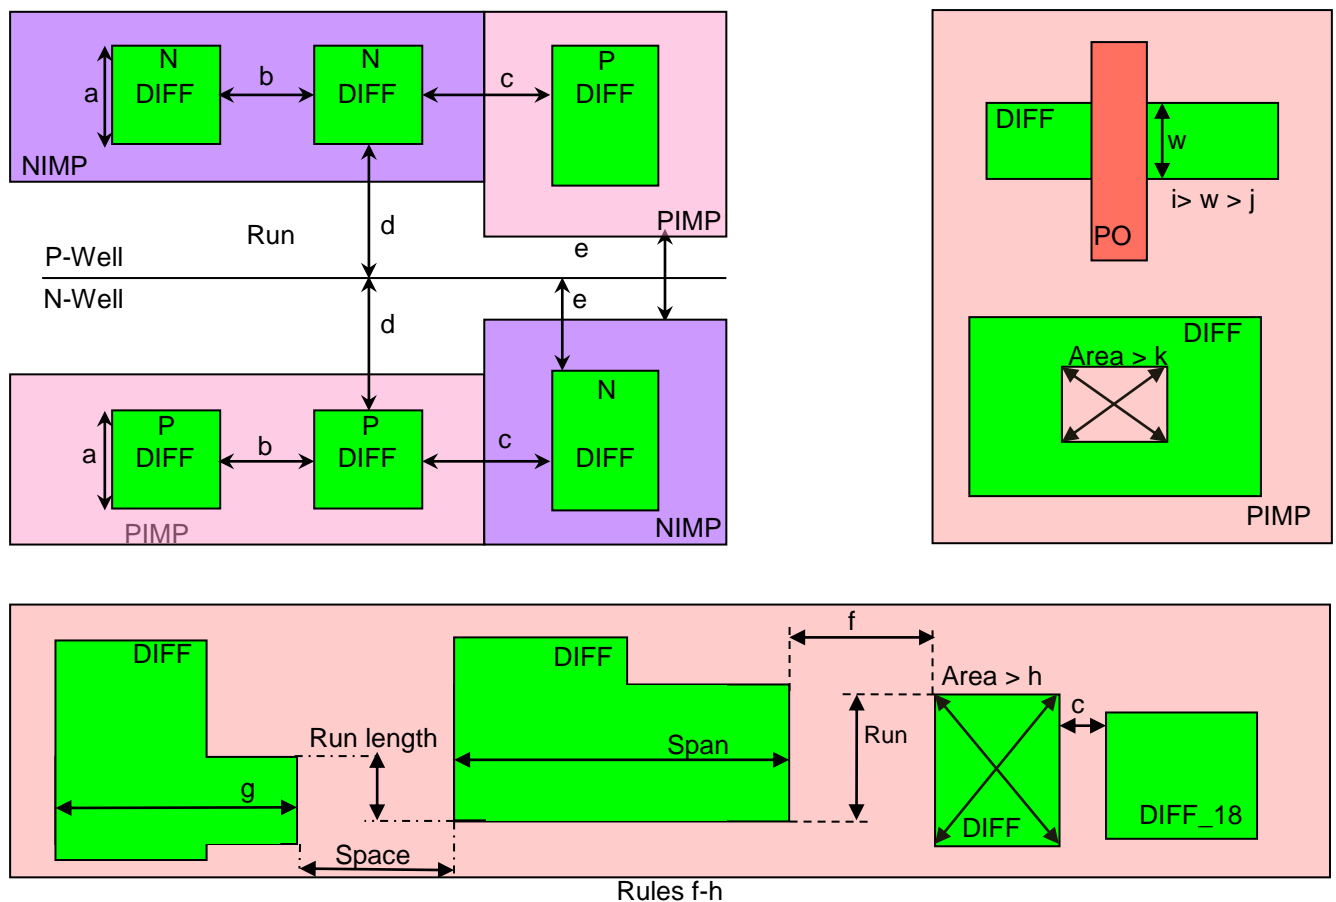 N
DIFF
a
b
N
DIFF
c
P
DIFF
NIMP
PIMP
Run
d
e
P-Well
N-Well
d
e
P
DIFF
a
b
P
DIFF
c
N
DIFF
PIMP
NIMP
DIFF
w
i> w > j
PO
DIFF
Area > k
PIMP
DIFF
g
Run length
Space
DIFF
Span
f
Area > h
Run
DIFF
c
DIFF_18
Rules f-h